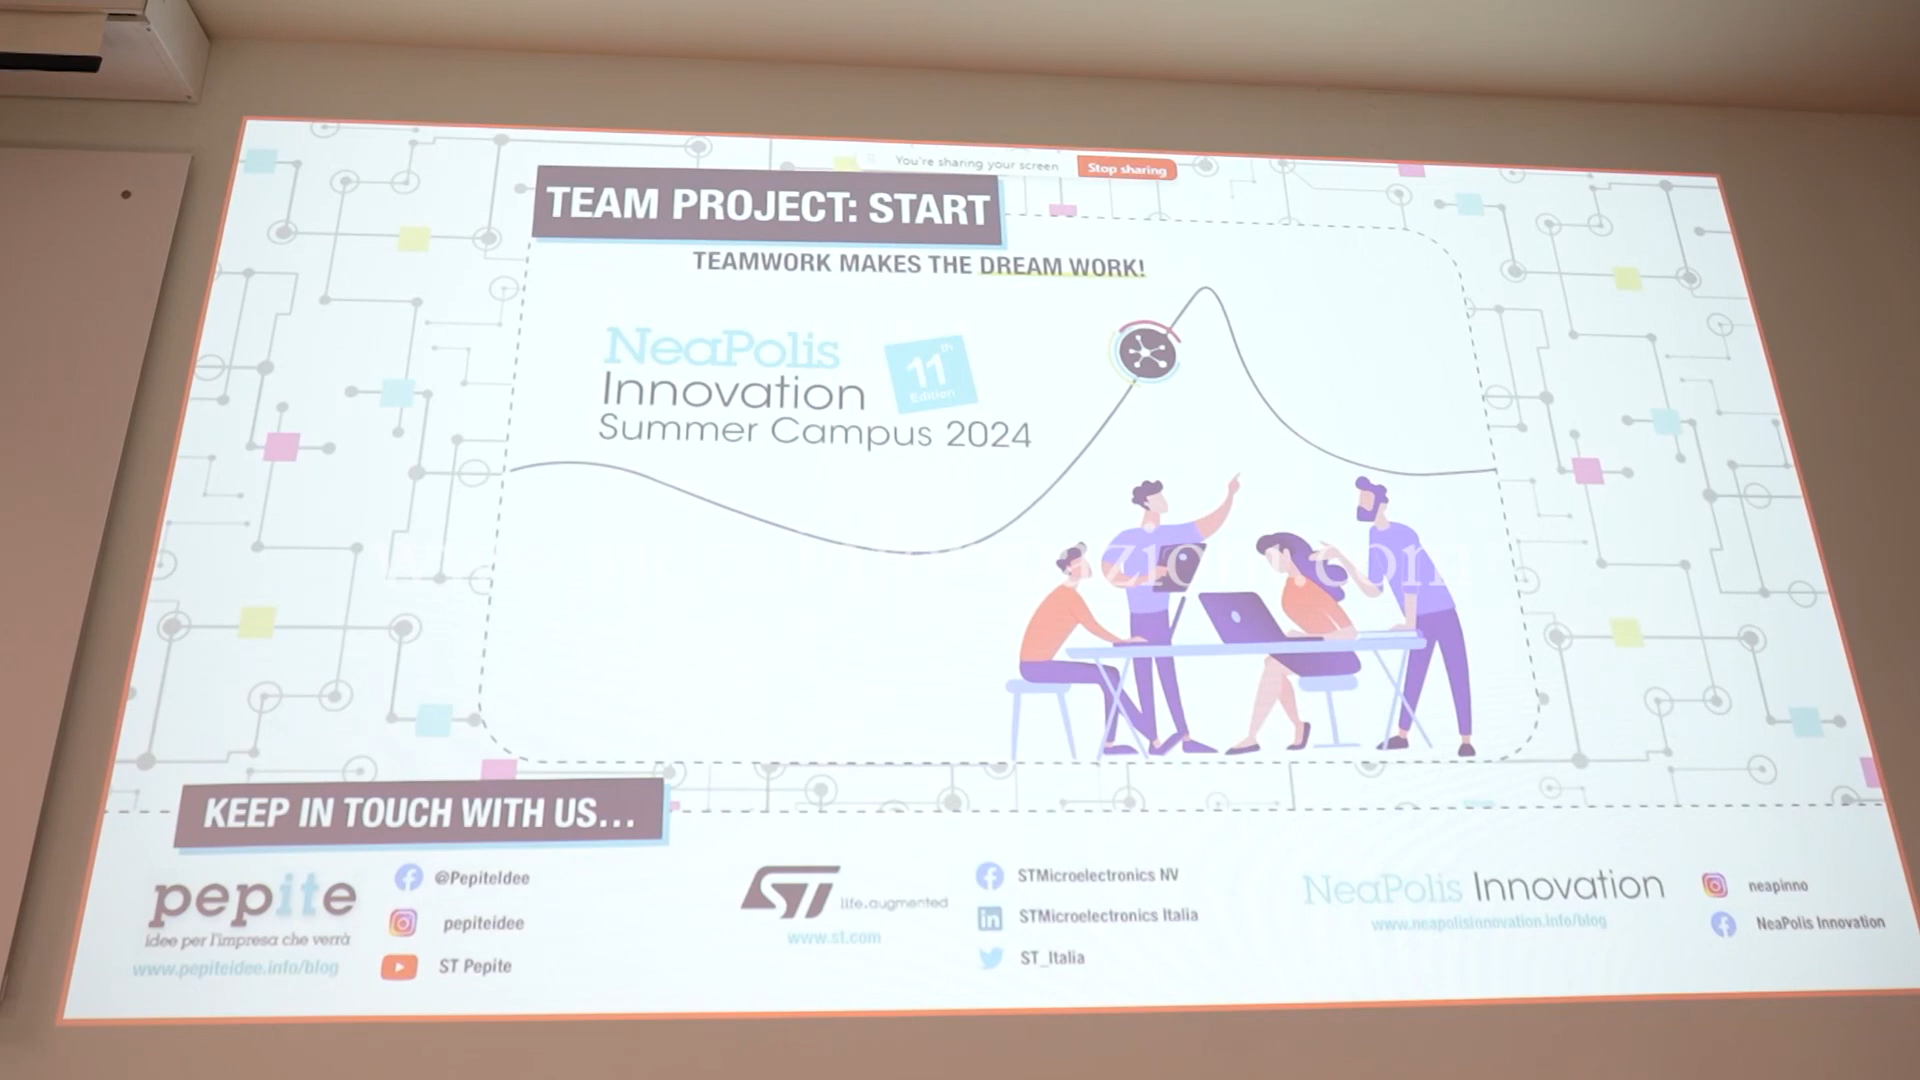 You're sharing your screen
Stop sharing
TEAM PROJECT: START
TEAMWORK MAKES THE DREAM WORK!
NeaPolis
Innovation
Summer Campus 2024
11th
Edition
KEEP IN TOUCH WITH US...
pepite
idee per l'impresa che verrà
www.pepiteidee.info/blog
@PepiteIdee
pepiteidee
ST Pepite
ST
life.augmented
www.st.com
STMicroelectronics NV
in
STMicroelectronics Italia
ST_Italia
NeaPolis Innovation
www.neapolisinnovation.info/blog
neapinno
NeaPolis Innovation